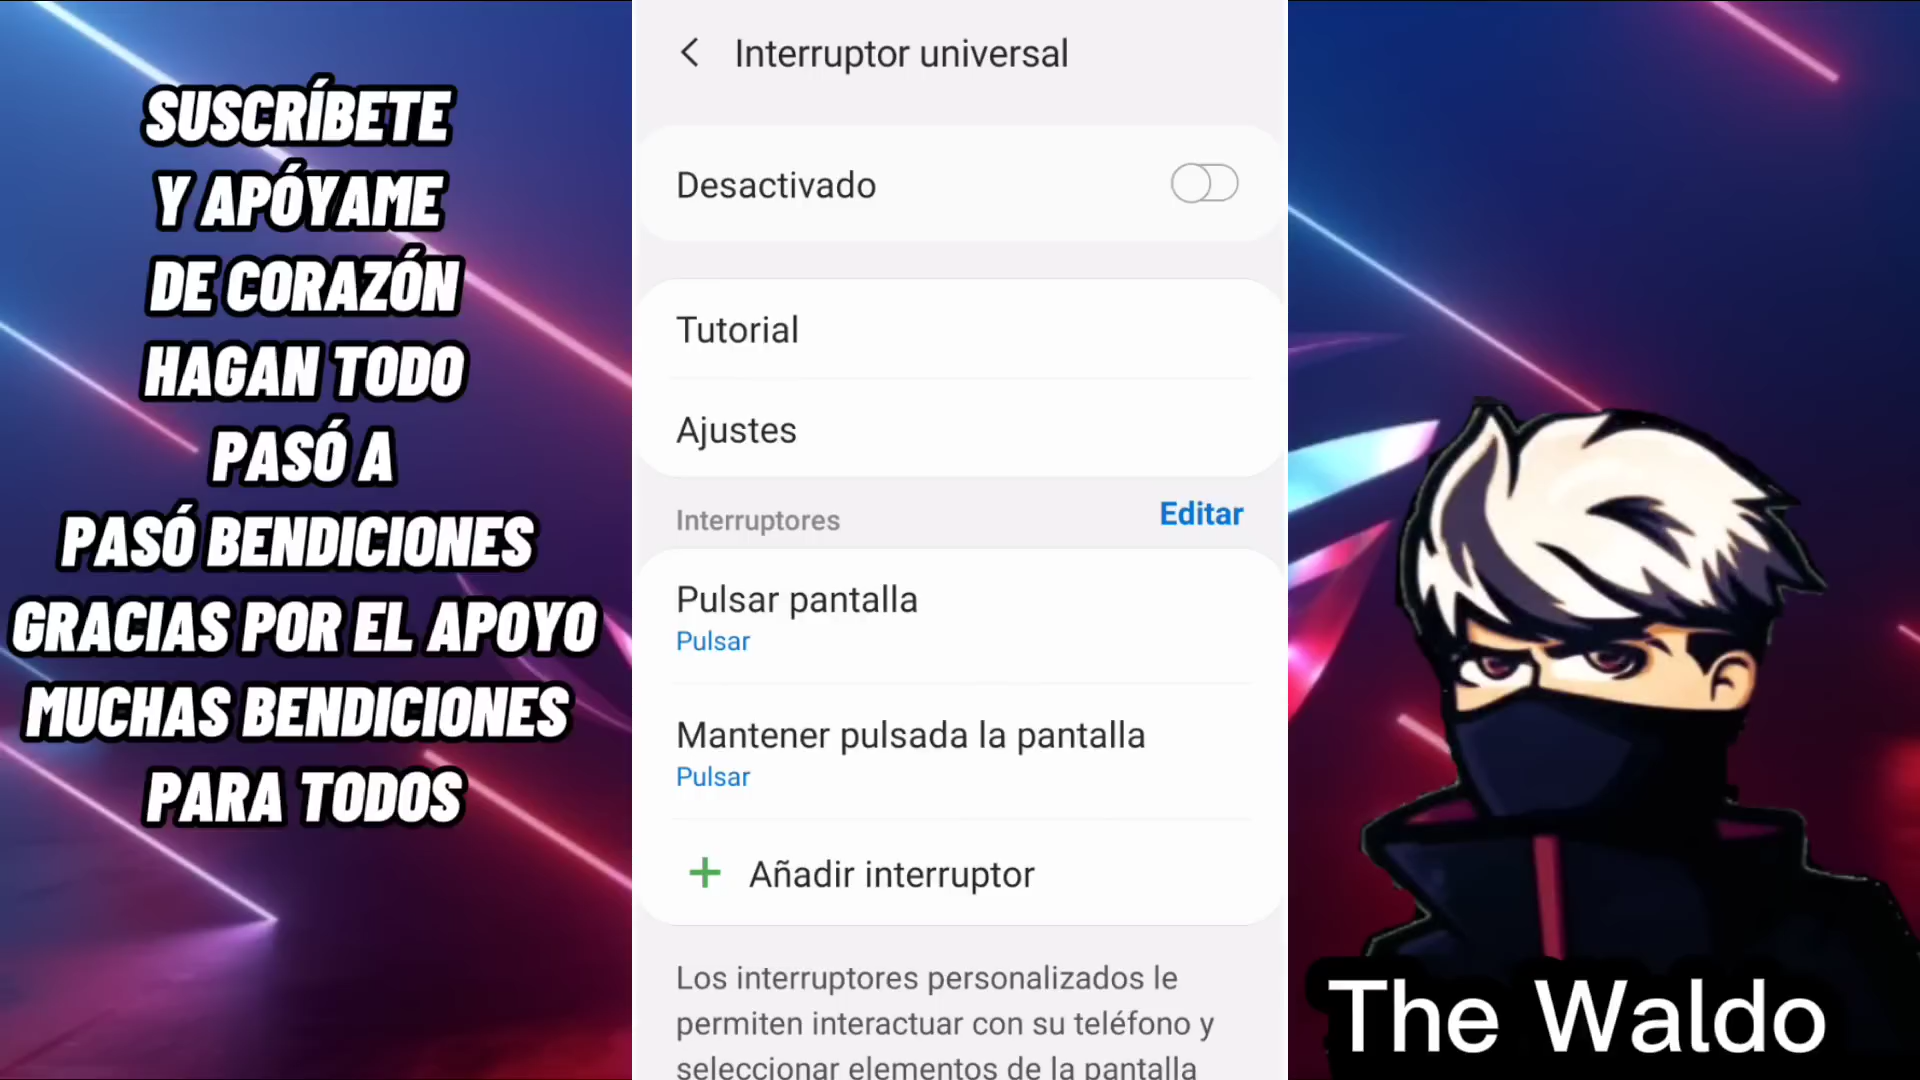 SUSCRÍBETE
Y APÓYAME
DE CORAZÓN
HAGAN TODO
PASÓ A
PASÓ BENDICIONES
GRACIAS POR EL APOYO
MUCHAS BENDICIONES
PARA TODOS
Interruptor universal
Desactivado
Tutorial
Ajustes
Interruptores
Editar
Pulsar pantalla
Pulsar
Mantener pulsada la pantalla
Pulsar
+ Añadir interruptor
Los interruptores personalizados le
permiten interactuar con su teléfono y
seleccionar elementos de la pantalla
The Waldo